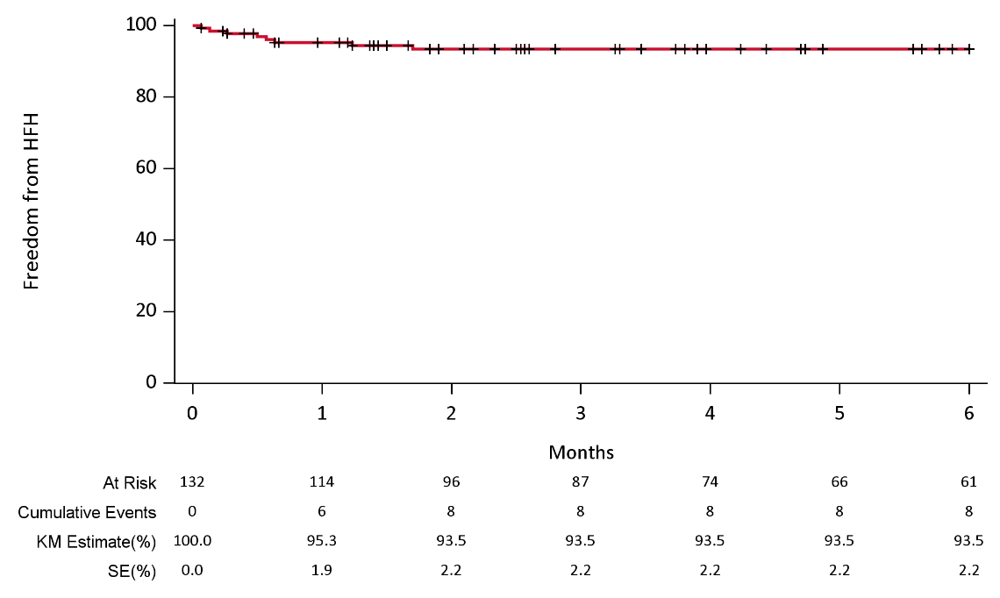 100
80
60
40
20
0
Freedom from HFH
0 1 2 3 4 5 6
Months
At Risk 132 114 96 87 74 66 61
Cumulative Events 0 6 8 8 8 8 8
KM Estimate(%) 100.0 95.3 93.5 93.5 93.5 93.5 93.5
SE(%) 0.0 1.9 2.2 2.2 2.2 2.2 2.2